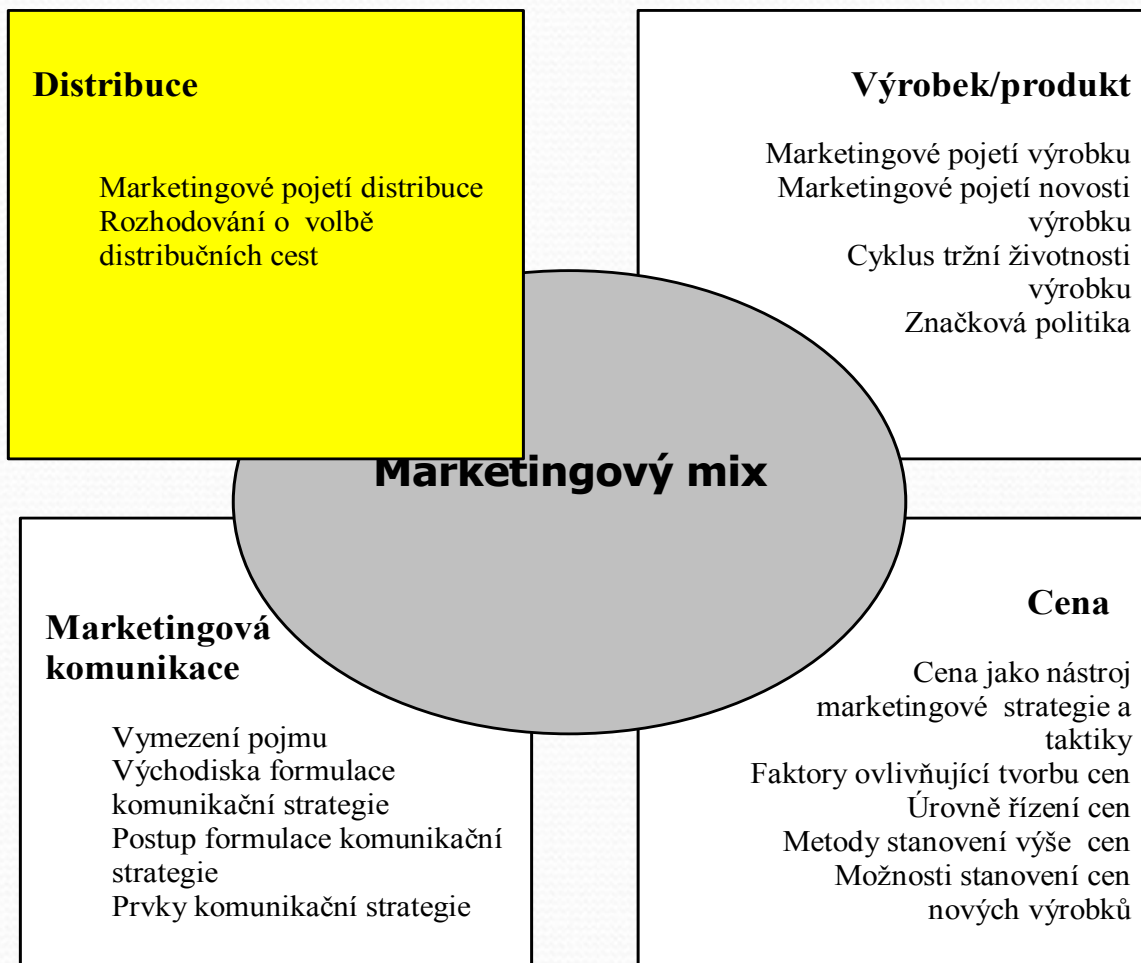 Distribuce
Marketingové pojetí distribuce
Rozhodování o volbě
distribučních cest
Výrobek/produkt
Marketingové pojetí výrobku
Marketingové pojetí novosti
výrobku
Cyklus tržní životnosti
výrobku
Značková politika
Marketingový mix
Marketingová
komunikace
Vymezení pojmu
Východiska formulace
komunikační strategie
Postup formulace komunikační
strategie
Prvky komunikační strategie
Cena
Cena jako nástroj
marketingové strategie a
taktiky
Faktory ovlivňující tvorbu cen
Úrovně řízení cen
Metody stanovení výše cen
Možnosti stanovení cen
nových výrobků